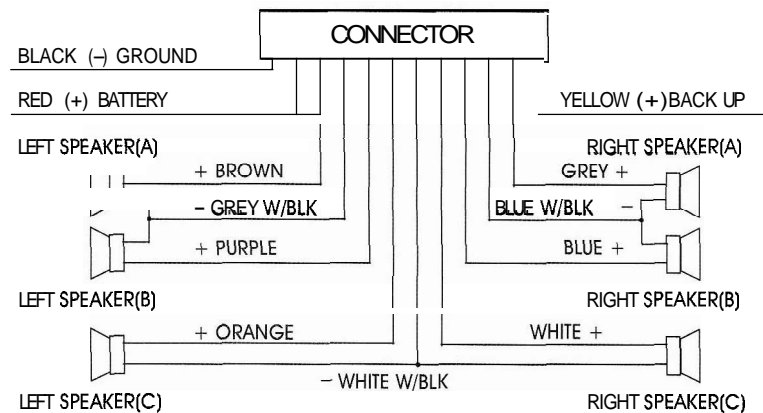 CONNECTOR
BLACK (–) GROUND
RED (+) BATTERY
YELLOW (+)BACK UP
LEFT SPEAKER(A)
RIGHT SPEAKER(A)
+ BROWN
GREY +
– GREY W/BLK
BLUE W/BLK –
+ PURPLE
BLUE +
LEFT SPEAKER(B)
RIGHT SPEAKER(B)
+ ORANGE
WHITE +
– WHITE W/BLK
LEFT SPEAKER(C)
RIGHT SPEAKER(C)